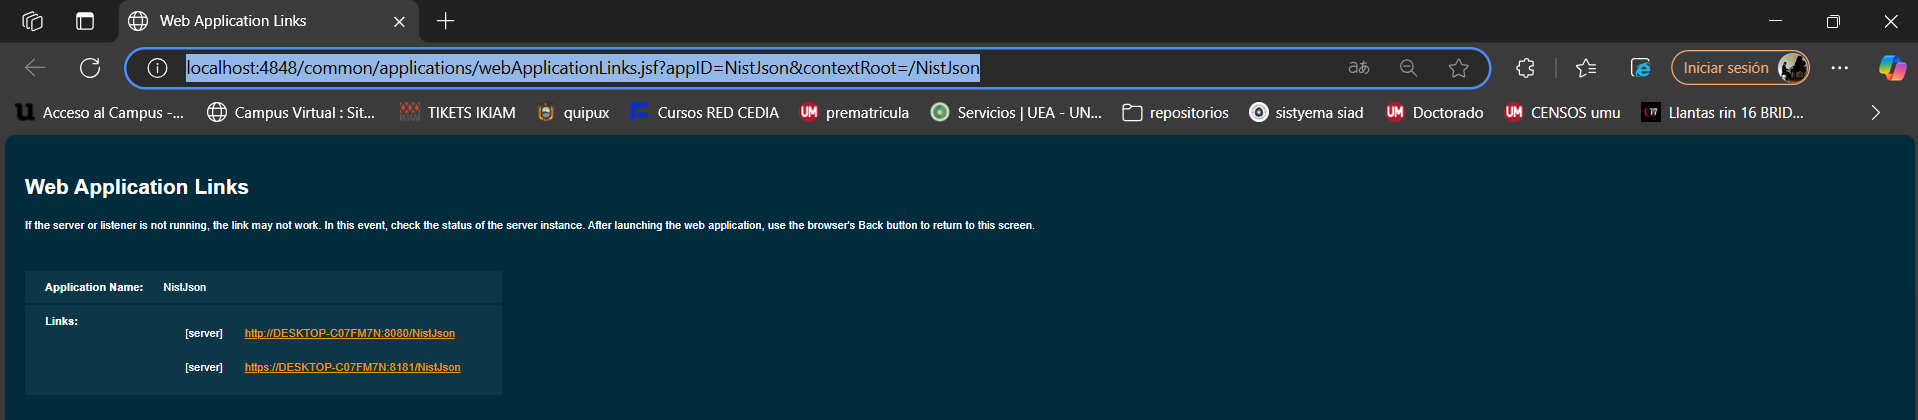 Web Application Links
localhost:4848/common/applications/webApplicationLinks.jsf?appID=NistJson&contextRoot=/NistJson
aあ
Iniciar sesión
Acceso al Campus -...
Campus Virtual : Sit...
TIKETS IKIAM
quipux
Cursos RED CEDIA
UM prematricula
Servicios | UEA - UN...
repositorios
sistyema siad
UM Doctorado
UM CENSOS umu
Llantas rin 16 BRID...
Web Application Links
If the server or listener is not running, the link may not work. In this event, check the status of the server instance. After launching the web application, use the browser's Back button to return to this screen.
Application Name: NistJson
Links:
[server] http://DESKTOP-C07FM7N:8080/NistJson
[server] https://DESKTOP-C07FM7N:8181/NistJson